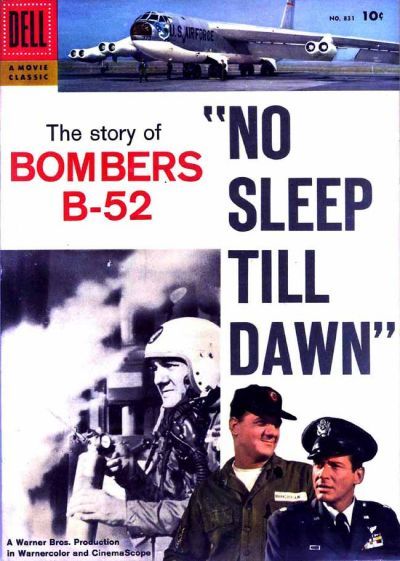 DELL
A MOVIE
CLASSIC
U.S. AIR FORCE
NO. 831 10¢
The story of
BOMBERS
B-52
"NO
SLEEP
TILL
DAWN"
A Warner Bros. Production
in Warnercolor and CinemaScope